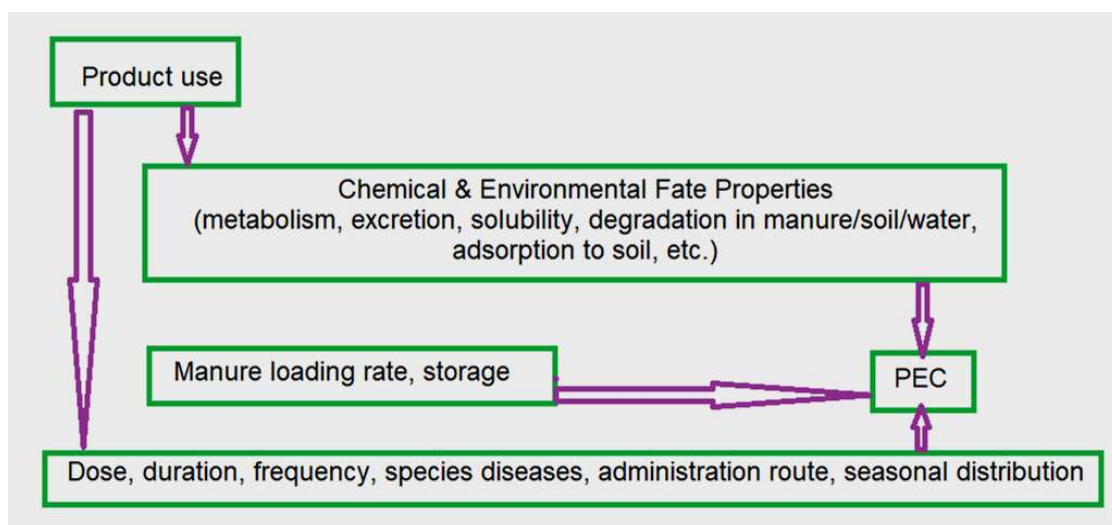 Product use
Chemical & Environmental Fate Properties
(metabolism, excretion, solubility, degradation in manure/soil/water,
adsorption to soil, etc.)
Manure loading rate, storage
PEC
Dose, duration, frequency, species diseases, administration route, seasonal distribution